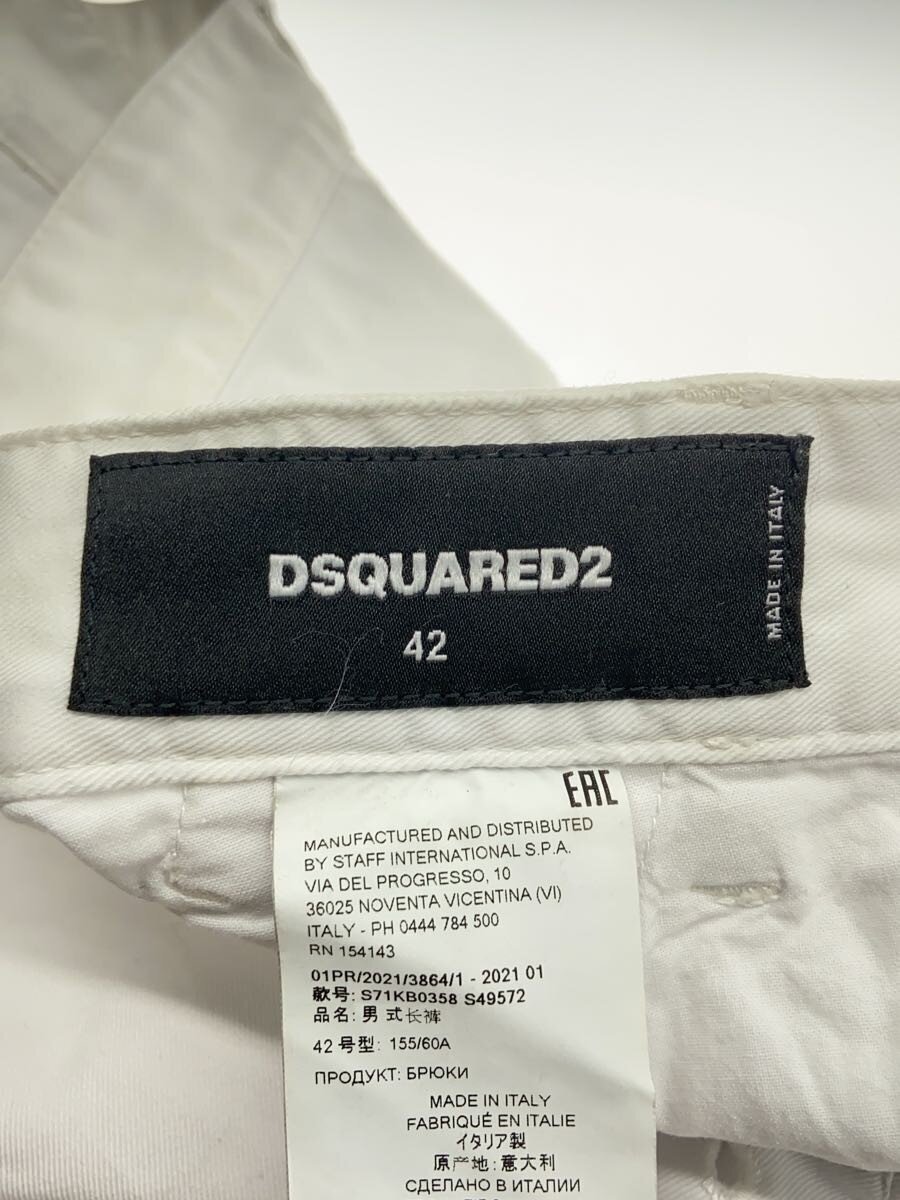 DSQUARED2
42
MADE IN ITALY
EAC
MANUFACTURED AND DISTRIBUTED
BY STAFF INTERNATIONAL S.P.A.
VIA DEL PROGRESSO, 10
36025 NOVENTA VICENTINA (VI)
ITALY - PH 0444 784 500
RN 154143
01PR/2021/3864/1 - 2021 01
款号: S71KB0358 S49572
品名: 男式长裤
42 号型: 155/60A
ПРОДУКТ: БРЮКИ
MADE IN ITALY
FABRIQUÉ EN ITALIE
イタリア製
原产地: 意大利
СДЕЛАНО В ИТАЛИИ